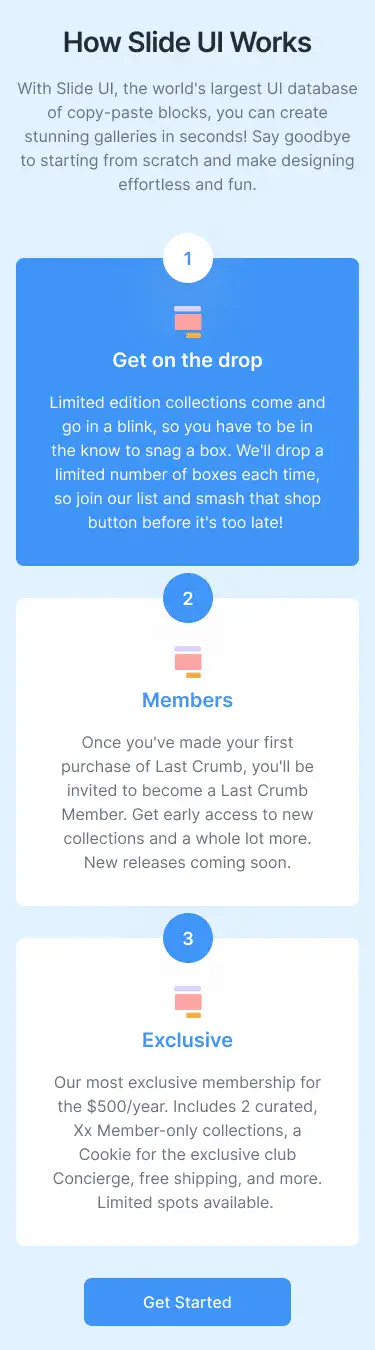 How Slide UI Works
With Slide UI, the world's largest UI database
of copy-paste blocks, you can create
stunning galleries in seconds! Say goodbye
to starting from scratch and make designing
effortless and fun.
1
Get on the drop
Limited edition collections come and
go in a blink, so you have to be in
the know to snag a box. We'll drop a
limited number of boxes each time,
so join our list and smash that shop
button before it's too late!
2
Members
Once you've made your first
purchase of Last Crumb, you'll be
invited to become a Last Crumb
Member. Get early access to new
collections and a whole lot more.
New releases coming soon.
3
Exclusive
Our most exclusive membership for
the $500/year. Includes 2 curated,
Xx Member-only collections, a
Cookie for the exclusive club
Concierge, free shipping, and more.
Limited spots available.
Get Started